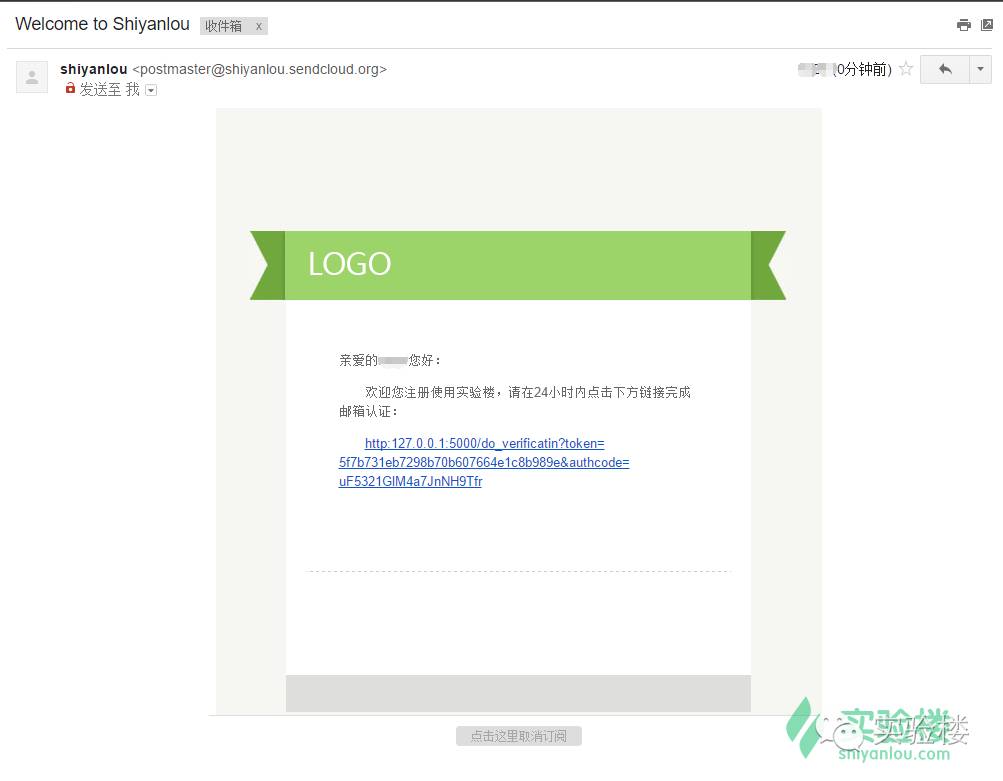 Welcome to Shiyanlou 收件箱 x
shiyanlou <postmaster@shiyanlou.sendcloud.org> (0分钟前)
发送至 我
LOGO
亲爱的 您好：
欢迎您注册使用实验楼，请在24小时内点击下方链接完成
邮箱认证：
http:127.0.0.1:5000/do_verificatin?token=
5f7b731eb7298b70b607664e1c8b989e&authcode=
uF5321GlM4a7JnNH9Tfr
点击这里取消订阅
实验楼
实验楼
shiyanlou.com